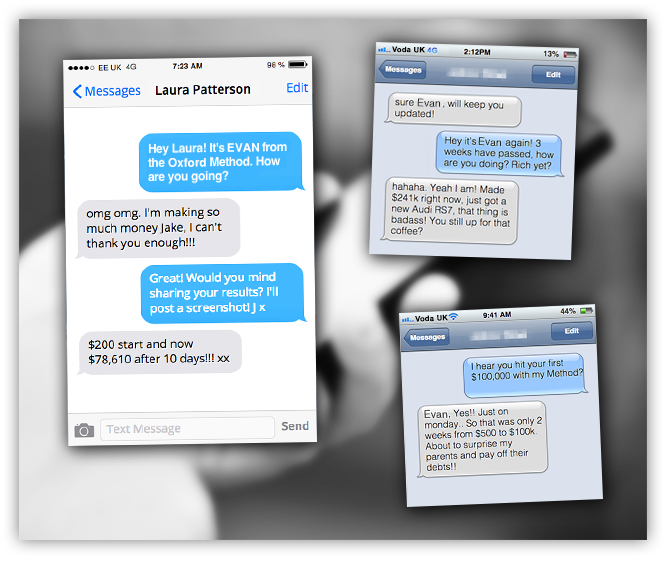 EE UK 4G 7:23 AM 96 %
Messages Laura Patterson Edit
Hey Laura! It's EVAN from
the Oxford Method. How
are you going?
omg omg. I'm making so
much money Jake, I can't
thank you enough!!!
Great! Would you mind
sharing your results? I'll
post a screenshot! J x
$200 start and now
$78,610 after 10 days!!! xx
Text Message Send
Voda UK 4G 2:12PM 13%
Messages Edit
sure Evan, will keep you
updated!
Hey it's Evan again! 3
weeks have passed, how
are you doing? Rich yet?
hahaha. Yeah I am! Made
$241k right now, just got a
new Audi RS7, that thing is
badass! You still up for that
coffee?
Voda UK 9:41 AM 44%
Messages Edit
I hear you hit your first
$100,000 with my Method?
Evan, Yes!! Just on
monday.. So that was only 2
weeks from $500 to $100k.
About to surprise my
parents and pay off their
debts!!